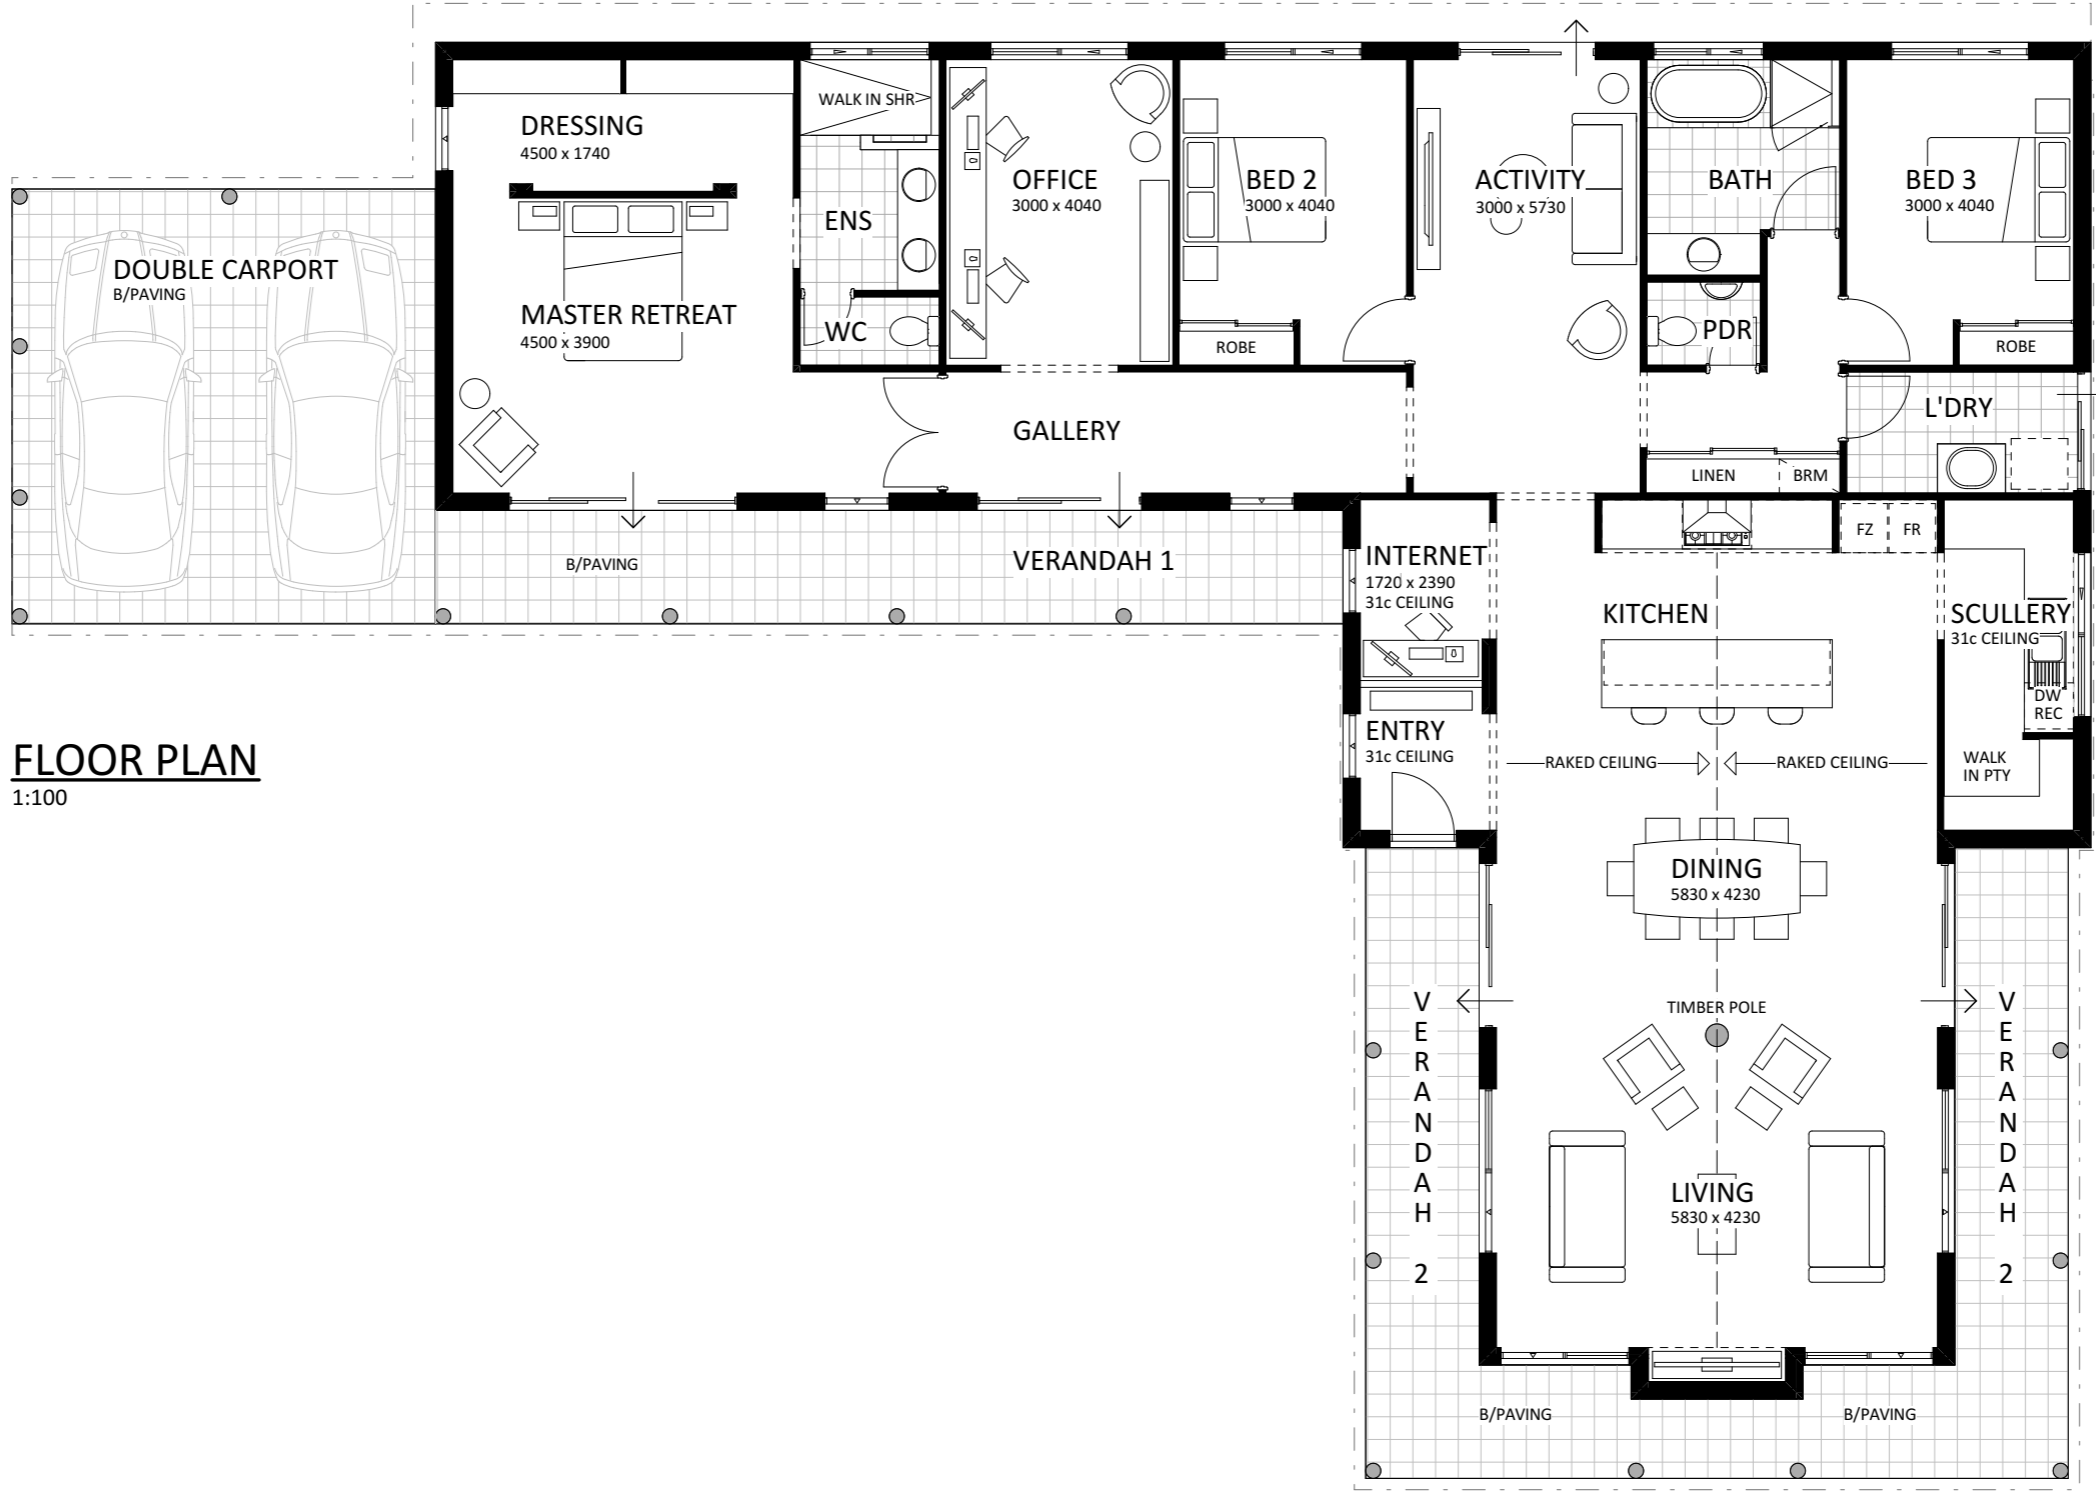 WALK IN SHR
DRESSING
4500 x 1740
OFFICE
3000 x 4040
BED 2
3000 x 4040
ACTIVITY
3000 x 5730
BATH
BED 3
3000 x 4040
ENS
DOUBLE CARPORT
B/PAVING
MASTER RETREAT
4500 x 3900
WC
PDR
ROBE
ROBE
GALLERY
L'DRY
LINEN
BRM
FZ
FR
B/PAVING
VERANDAH 1
INTERNET
1720 x 2390
31c CEILING
KITCHEN
SCULLERY
31c CEILING
DW
REC
ENTRY
31c CEILING
RAKED CEILING
RAKED CEILING
WALK
IN PTY
FLOOR PLAN
1:100
DINING
5830 x 4230
TIMBER POLE
VERANDAH 2
VERANDAH 2
LIVING
5830 x 4230
B/PAVING
B/PAVING